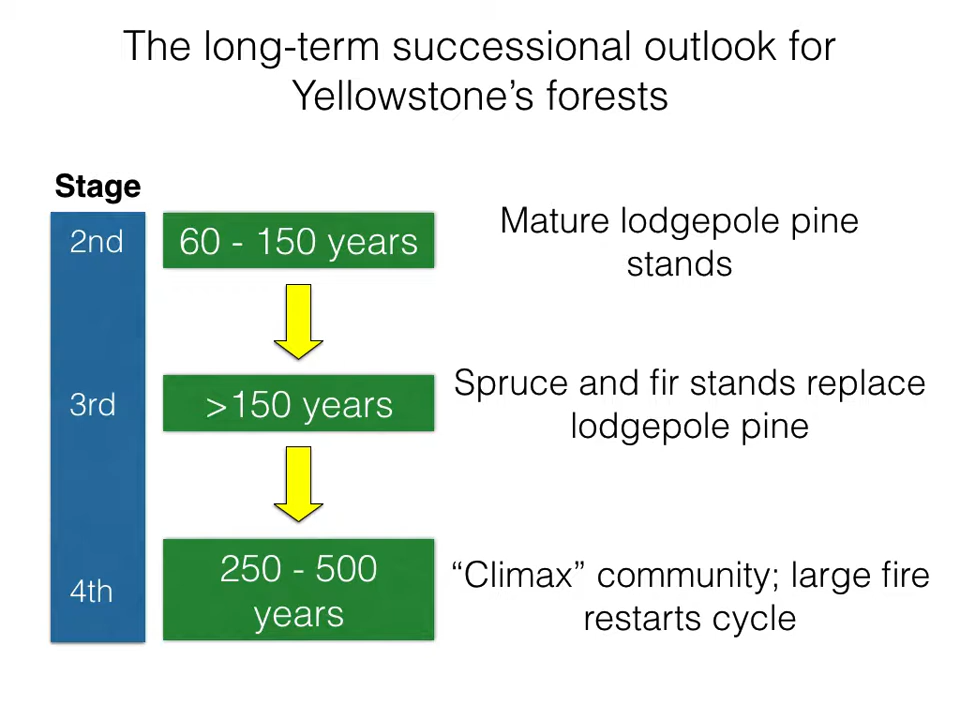 The long-term successional outlook for
Yellowstone’s forests
Stage
2nd
60 - 150 years
Mature lodgepole pine
stands
3rd
>150 years
Spruce and fir stands replace
lodgepole pine
4th
250 - 500
years
“Climax” community; large fire
restarts cycle